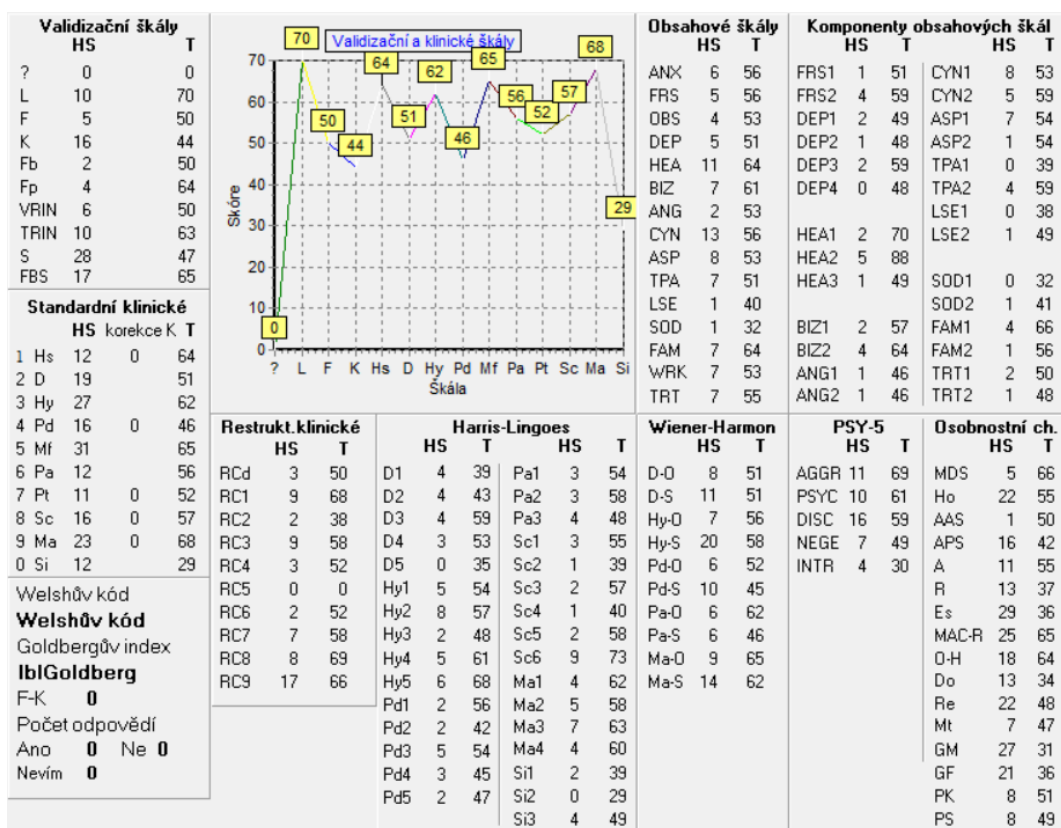 Validizační škály
HS T
? 0 0
L 10 70
F 5 50
K 16 44
Fb 2 50
Fp 4 64
VRIN 6 50
TRIN 10 63
S 28 47
FBS 17 65
Standardní klinické
HS korekce K T
1 Hs 12 0 64
2 D 19 51
3 Hy 27 62
4 Pd 16 0 46
5 Mf 31 65
6 Pa 12 56
7 Pt 11 0 52
8 Sc 16 0 57
9 Ma 23 0 68
0 Si 12 29
Welshův kód
Welshův kód
Goldbergův index
lblGoldberg
F-K 0
Počet odpovědí
Ano 0 Ne 0
Nevím 0
Validizační a klinické škály
Skóre
70
60
50
40
30
20
10
0
0 70 50 44 64 51 62 46 65 56 52 57 68 29
? L F K Hs D Hy Pd Mf Pa Pt Sc Ma Si
Škála
Obsahové škály
HS T
ANX 6 56
FRS 5 56
OBS 4 53
DEP 5 51
HEA 11 64
BIZ 7 61
ANG 2 53
CYN 13 56
ASP 8 53
TPA 7 51
LSE 1 40
SOD 1 32
FAM 7 64
WRK 7 53
TRT 7 55
Komponenty obsahových škál
HS T HS T
FRS1 1 51 CYN1 8 53
FRS2 4 59 CYN2 5 59
DEP1 2 49 ASP1 7 54
DEP2 1 48 ASP2 1 54
DEP3 2 59 TPA1 0 39
DEP4 0 48 TPA2 4 59
LSE1 0 38
HEA1 2 70 LSE2 1 49
HEA2 5 88
HEA3 1 49 SOD1 0 32
SOD2 1 41
BIZ1 2 57 FAM1 4 66
BIZ2 4 64 FAM2 1 56
ANG1 1 46 TRT1 2 50
ANG2 1 46 TRT2 1 48
Restrukt.klinické
HS T
RCd 3 50
RC1 9 68
RC2 2 38
RC3 9 58
RC4 3 52
RC5 0 0
RC6 2 52
RC7 7 58
RC8 8 69
RC9 17 66
Harris-Lingoes
HS T HS T
D1 4 39 Pa1 3 54
D2 4 43 Pa2 3 58
D3 4 59 Pa3 4 48
D4 3 53 Sc1 3 55
D5 0 35 Sc2 1 39
Hy1 5 54 Sc3 2 57
Hy2 8 57 Sc4 1 40
Hy3 2 48 Sc5 2 58
Hy4 5 61 Sc6 9 73
Hy5 6 68 Ma1 4 62
Pd1 2 56 Ma2 5 58
Pd2 2 42 Ma3 7 63
Pd3 5 54 Ma4 4 60
Pd4 3 45 Si1 2 39
Pd5 2 47 Si2 0 29
Si3 4 49
Wiener-Harmon
HS T
D-O 8 51
D-S 11 51
Hy-O 7 56
Hy-S 20 58
Pd-O 6 52
Pd-S 10 45
Pa-O 6 62
Pa-S 6 46
Ma-O 9 65
Ma-S 14 62
PSY-5
HS T
AGGR 11 69
PSYC 10 61
DISC 16 59
NEGE 7 49
INTR 4 30
Osobnostní ch.
HS T
MDS 5 66
Ho 22 55
AAS 1 50
APS 16 42
A 11 55
R 13 37
Es 29 36
MAC-R 25 65
O-H 18 64
Do 13 34
Re 22 48
Mt 7 47
GM 27 31
GF 21 36
PK 8 51
PS 8 49